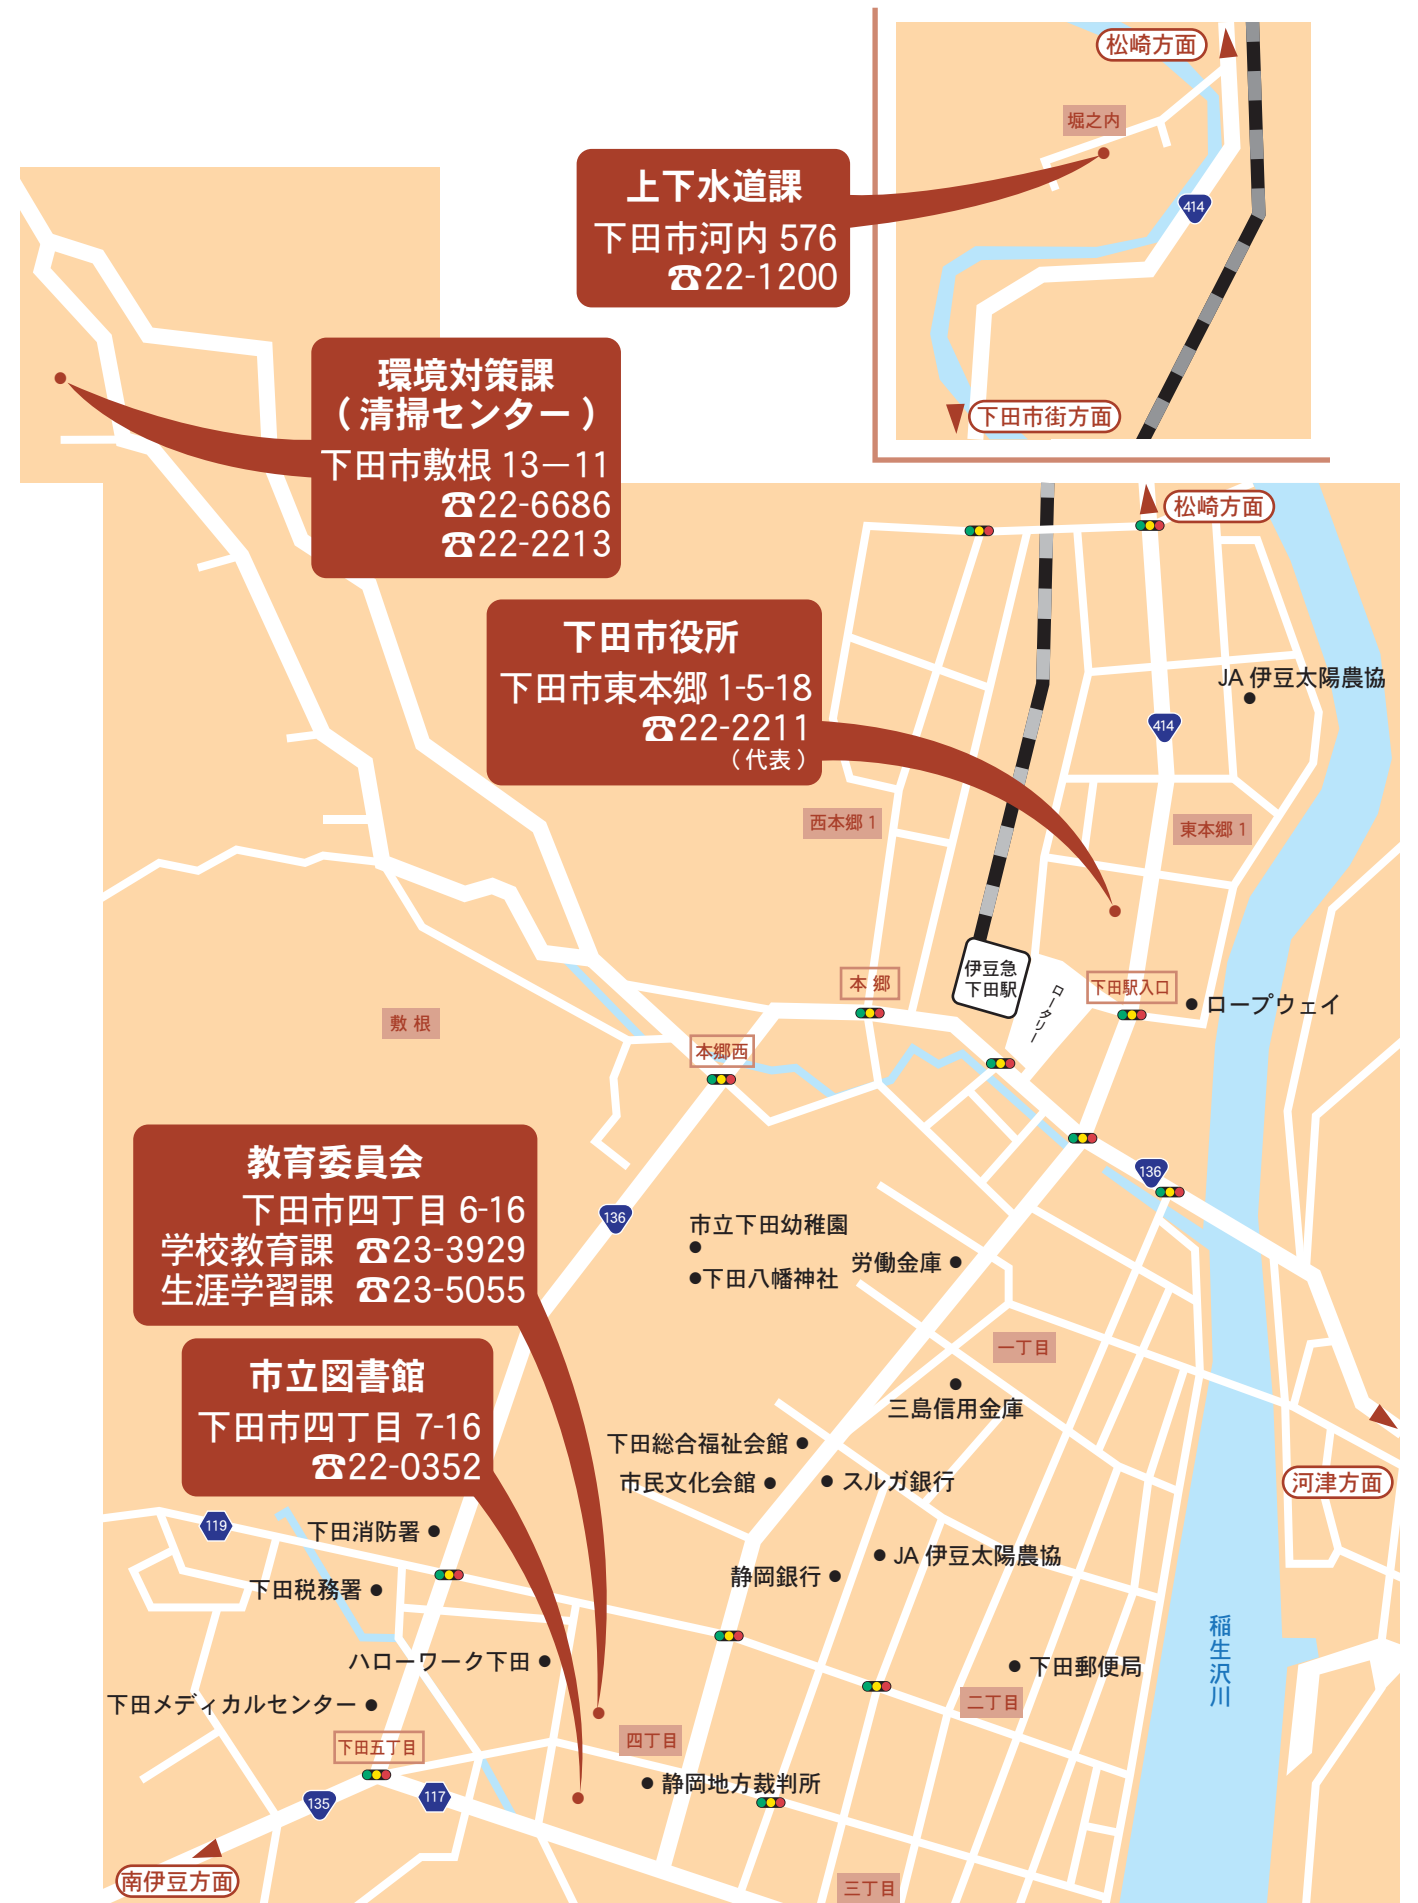 松崎方面
堀之内
414
下田市街方面
上下水道課
下田市河内 576
☎22-1200
環境対策課
( 清掃センター )
下田市敷根 13－11
☎22-6686
☎22-2213
松崎方面
下田市役所
下田市東本郷 1-5-18
☎22-2211
( 代表 )
JA 伊豆太陽農協
414
西本郷 1
東本郷 1
伊豆急
下田駅
ロータリー
本 郷
下田駅入口
ロープウェイ
敷 根
本郷西
136
教育委員会
下田市四丁目 6-16
学校教育課 ☎23-3929
生涯学習課 ☎23-5055
136
市立下田幼稚園
下田八幡神社
労働金庫
一丁目
三島信用金庫
市立図書館
下田市四丁目 7-16
☎22-0352
下田総合福祉会館
市民文化会館
スルガ銀行
河津方面
119
下田消防署
下田税務署
JA 伊豆太陽農協
静岡銀行
稲生沢川
ハローワーク下田
下田郵便局
下田メディカルセンター
二丁目
下田五丁目
四丁目
静岡地方裁判所
135
117
南伊豆方面
三丁目